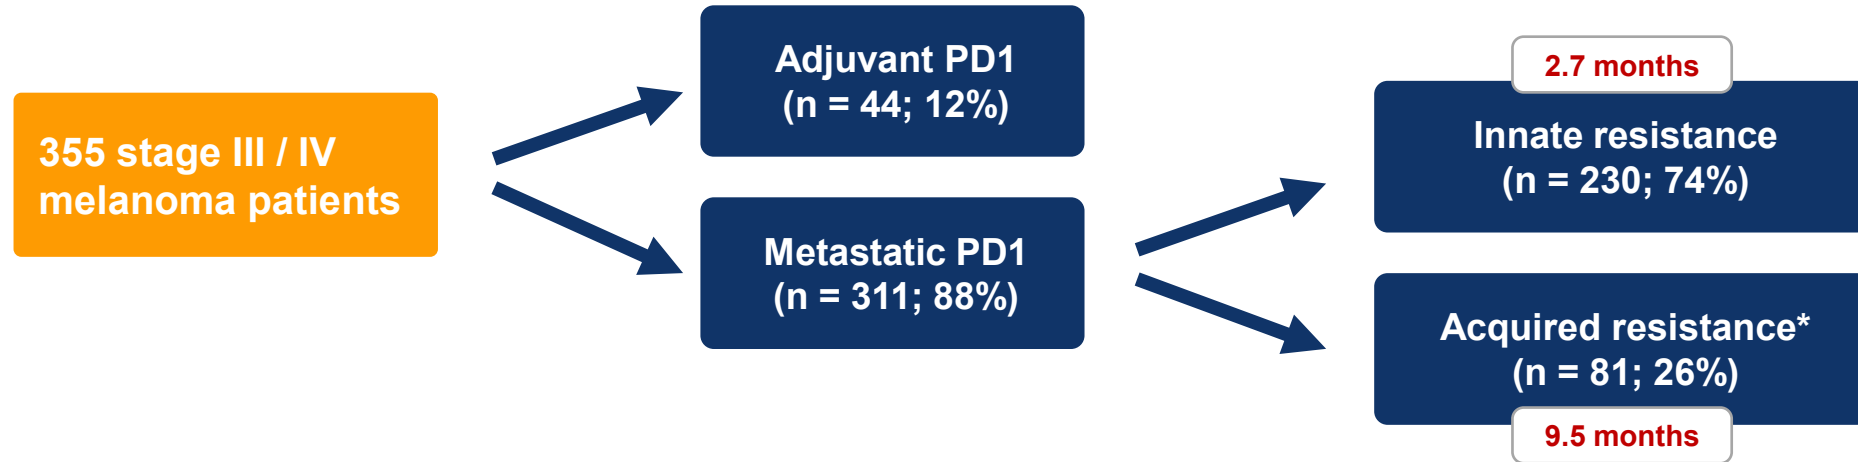 355 stage III / IV
melanoma patients
Adjuvant PD1
(n = 44; 12%)
Metastatic PD1
(n = 311; 88%)
2.7 months
Innate resistance
(n = 230; 74%)
Acquired resistance*
(n = 81; 26%)
9.5 months